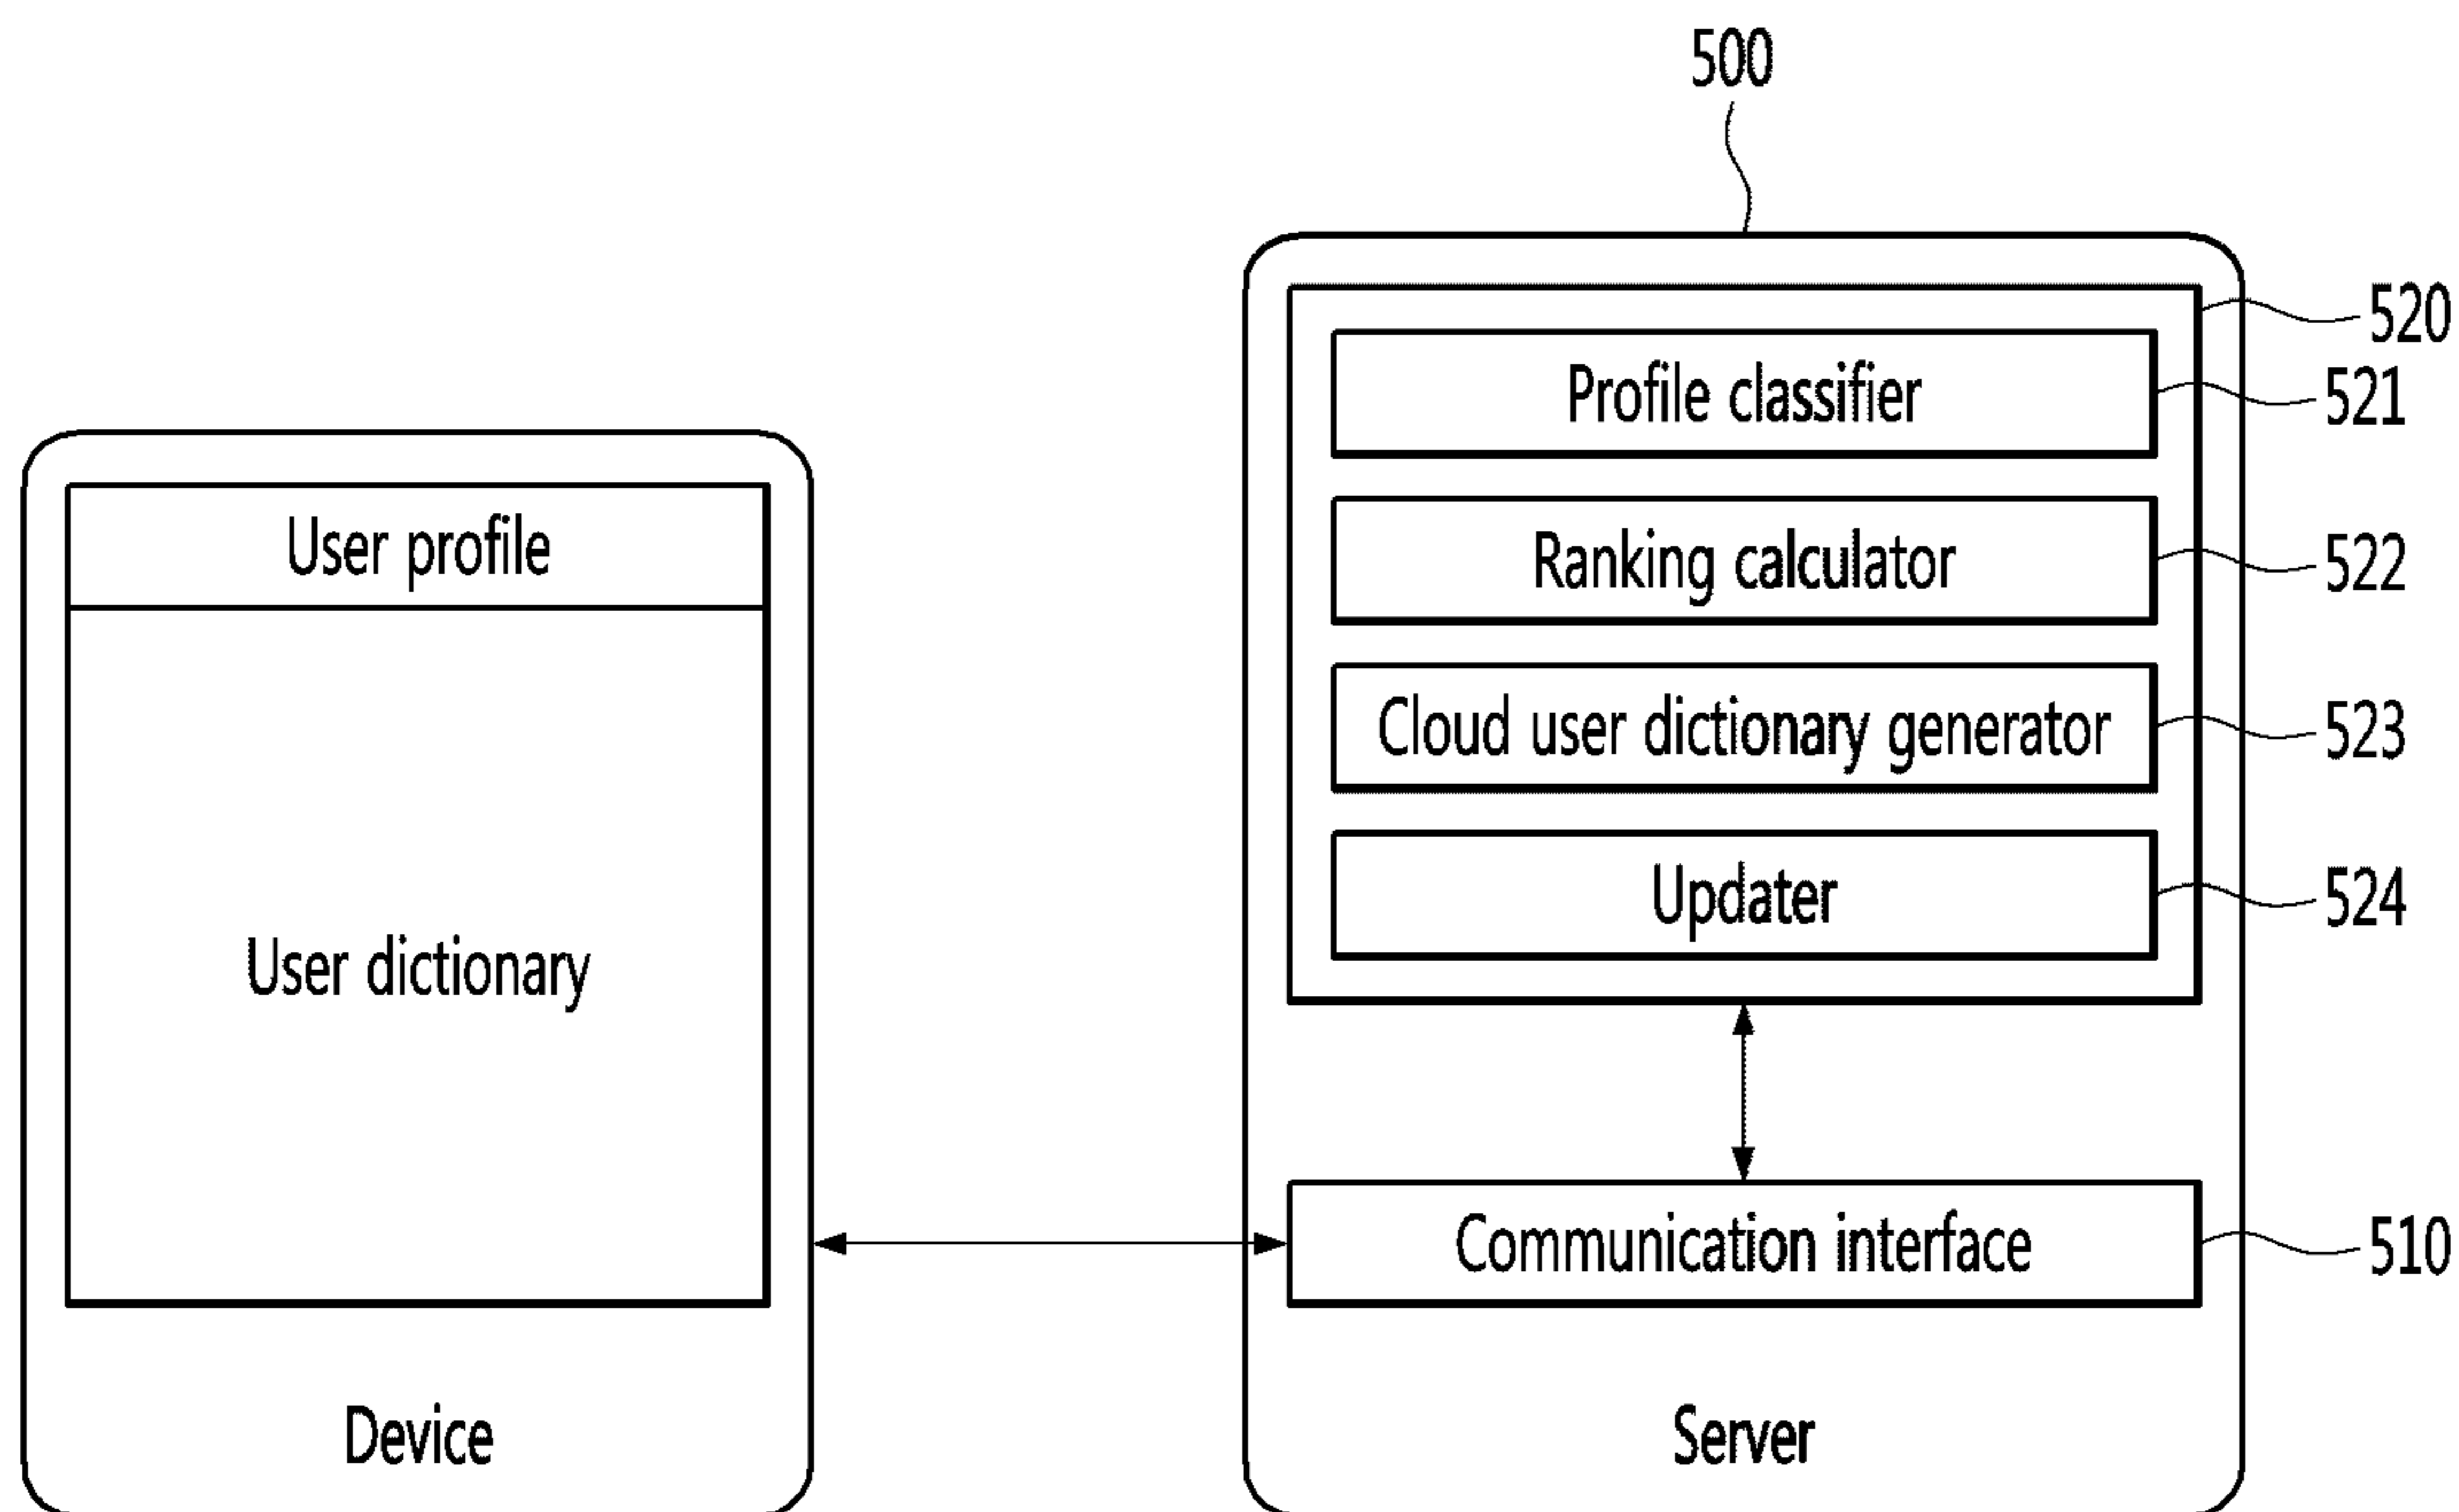 500
520
Profile classifier
521
User profile
Ranking calculator
522
Cloud user dictionary generator
523
Updater
524
User dictionary
Communication interface
510
Device
Server